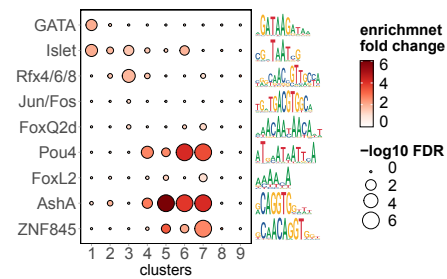 GATA
Islet
Rfx4/6/8
Jun/Fos
FoxQ2d
Pou4
FoxL2
AshA
ZNF845
1 2 3 4 5 6 7 8 9
clusters
enrichmnet
fold change
6
4
2
0
−log10 FDR
0
2
4
6